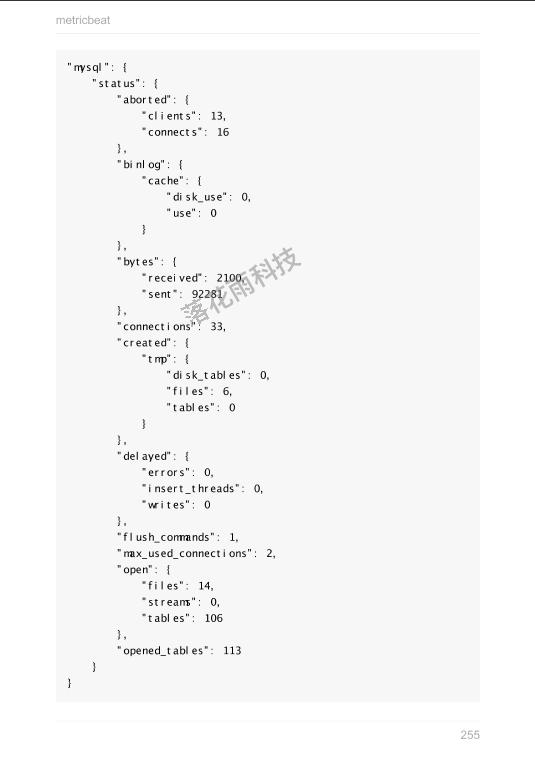 metricbeat
"mysql": {
"status": {
"aborted": {
"clients": 13,
"connects": 16
},
"binlog": {
"cache": {
"disk_use": 0,
"use": 0
}
},
"bytes": {
"received": 2100,
"sent": 92281
},
"connections": 33,
"created": {
"tmp": {
"disk_tables": 0,
"files": 6,
"tables": 0
}
},
"delayed": {
"errors": 0,
"insert_threads": 0,
"writes": 0
},
"flush_commands": 1,
"max_used_connections": 2,
"open": {
"files": 14,
"streams": 0,
"tables": 106
},
"opened_tables": 113
}
}
落花雨科技
255